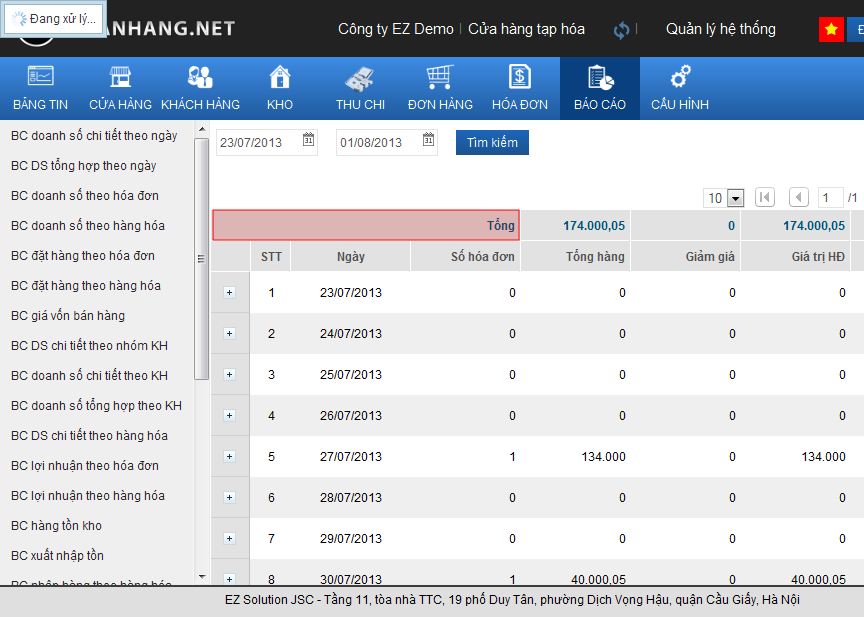 Đang xử lý...
ANHANG.NET
Công ty EZ Demo
Cửa hàng tạp hóa
Quản lý hệ thống
BẢNG TIN
CỬA HÀNG
KHÁCH HÀNG
KHO
THU CHI
ĐƠN HÀNG
HÓA ĐƠN
BÁO CÁO
CẤU HÌNH
BC doanh số chi tiết theo ngày
BC DS tổng hợp theo ngày
BC doanh số theo hóa đơn
BC doanh số theo hàng hóa
BC đặt hàng theo hóa đơn
BC đặt hàng theo hàng hóa
BC giá vốn bán hàng
BC DS chi tiết theo nhóm KH
BC doanh số chi tiết theo KH
BC doanh số tổng hợp theo KH
BC DS chi tiết theo hàng hóa
BC lợi nhuận theo hóa đơn
BC lợi nhuận theo hàng hóa
BC hàng tồn kho
BC xuất nhập tồn
23/07/2013 01/08/2013 Tìm kiếm
10 1 /1
Tổng 174.000,05 0 174.000,05
STT Ngày Số hóa đơn Tổng hàng Giảm giá Giá trị HĐ
1 23/07/2013 0 0 0 0
2 24/07/2013 0 0 0 0
3 25/07/2013 0 0 0 0
4 26/07/2013 0 0 0 0
5 27/07/2013 1 134.000 0 134.000
6 28/07/2013 0 0 0 0
7 29/07/2013 0 0 0 0
8 30/07/2013 1 40.000,05 0 40.000,05
EZ Solution JSC - Tầng 11, tòa nhà TTC, 19 phố Duy Tân, phường Dịch Vọng Hậu, quận Cầu Giấy, Hà Nội